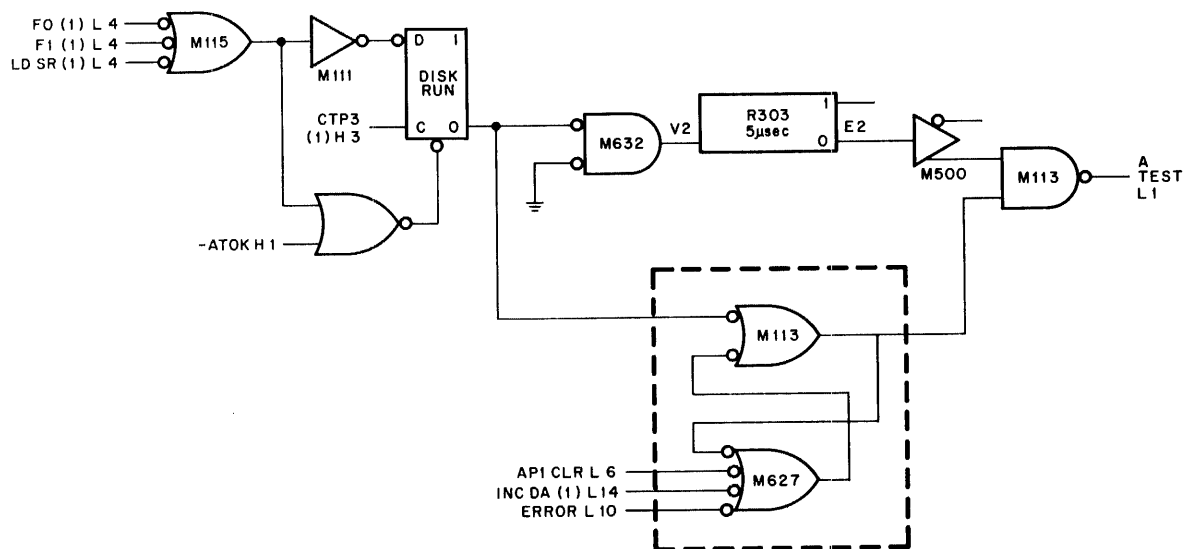 F0 (1) L 4
F1 (1) L 4
LD SR (1) L 4
M115
M111
D 1
DISK
RUN
C 0
CTP3
(1) H 3
-ATOK H 1
M632
V2
R303
5μsec
1
0
E2
M500
M113
A
TEST
L1
M113
M627
AP1 CLR L 6
INC DA (1) L14
ERROR L 10